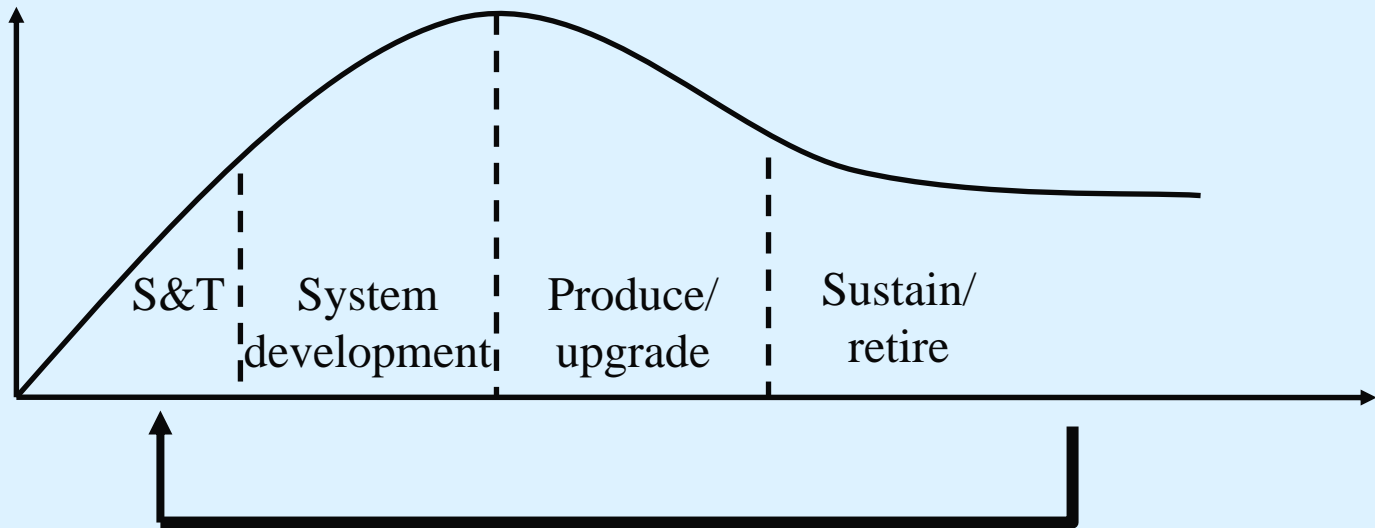 S&T
System
development
Produce/
upgrade
Sustain/
retire